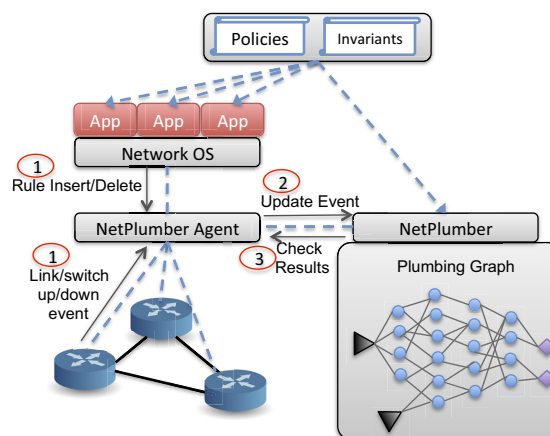 Policies
Invariants
App
App
App
Network OS
1
Rule Insert/Delete
2
Update Event
NetPlumber Agent
NetPlumber
1
Link/switch
up/down
event
3
Check
Results
Plumbing Graph